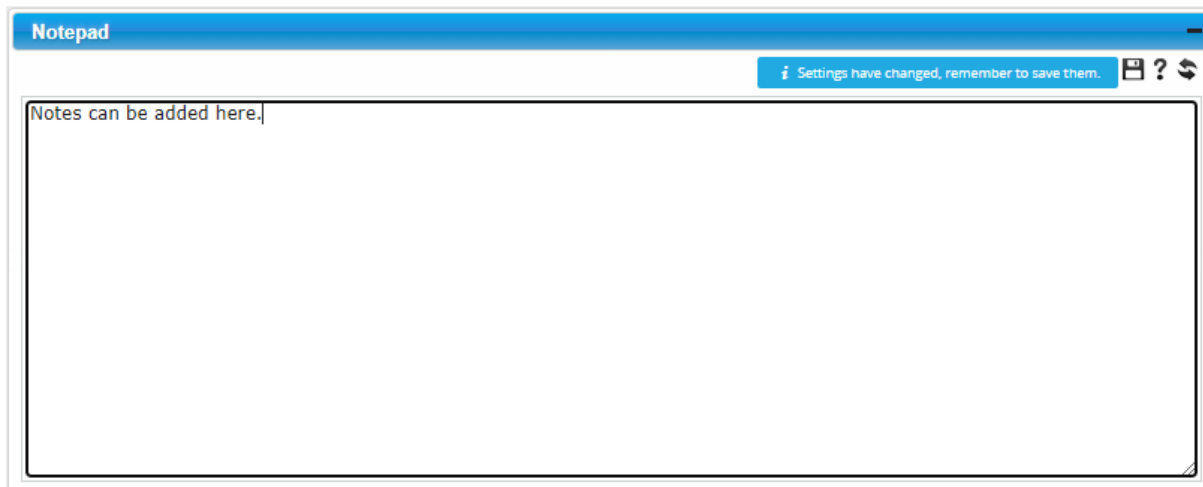 Notepad
i Settings have changed, remember to save them. ?
Notes can be added here.